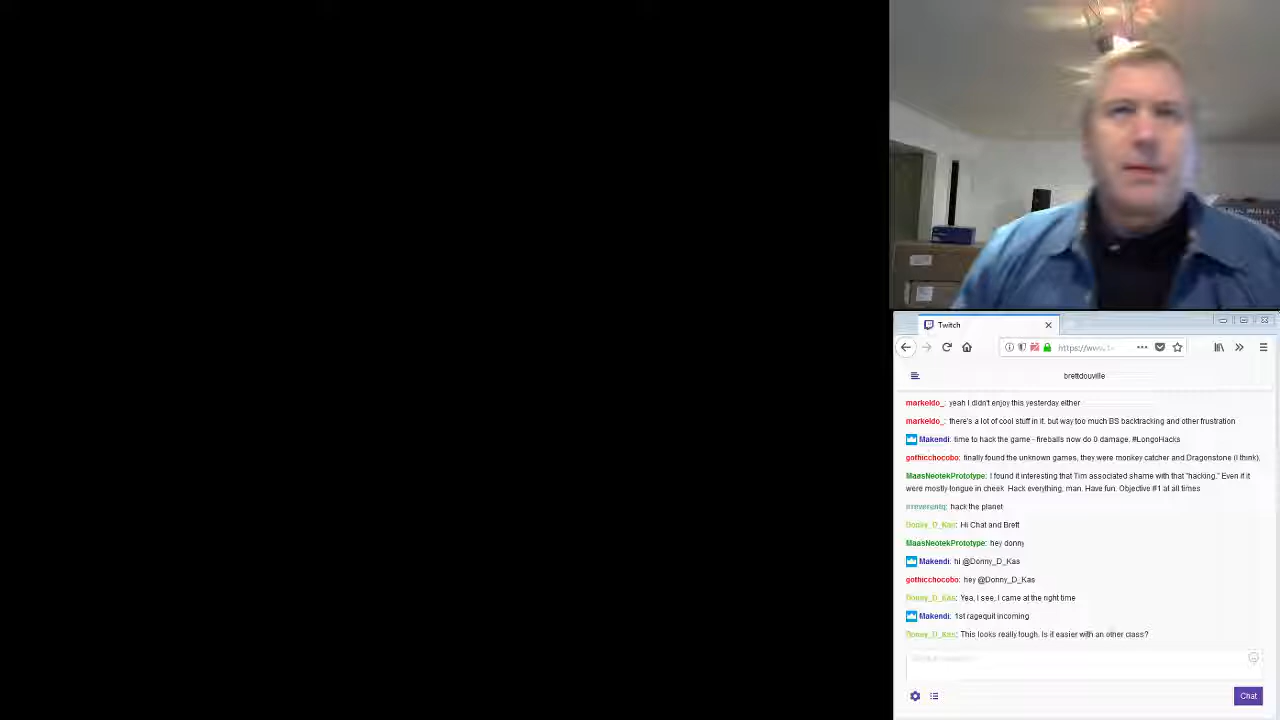 Twitch
https://www.t
brettdouville
markeldo_: yeah I didn't enjoy this yesterday either
markeldo_: there's a lot of cool stuff in it. but way too much BS backtracking and other frustration
Makendi: time to hack the game - fireballs now do 0 damage. #LongoHacks
gothicchocobo: finally found the unknown games, they were monkey catcher and Dragonstone (I think),
MaasNeotekPrototype: I found it interesting that Tim associated shame with that "hacking." Even if it
were mostly tongue in cheek Hack everything, man. Have fun. Objective #1 at all times
irreverentq: hack the planet
Donny_D_Kas: Hi Chat and Brett
MaasNeotekPrototype: hey donny
Makendi: hi @Donny_D_Kas
gothicchocobo: hey @Donny_D_Kas
Donny_D_Kas: Yea, I see, I came at the right time
Makendi: 1st ragequit incoming
Donny_D_Kas: This looks really tough. Is it easier with an other class?
Chat